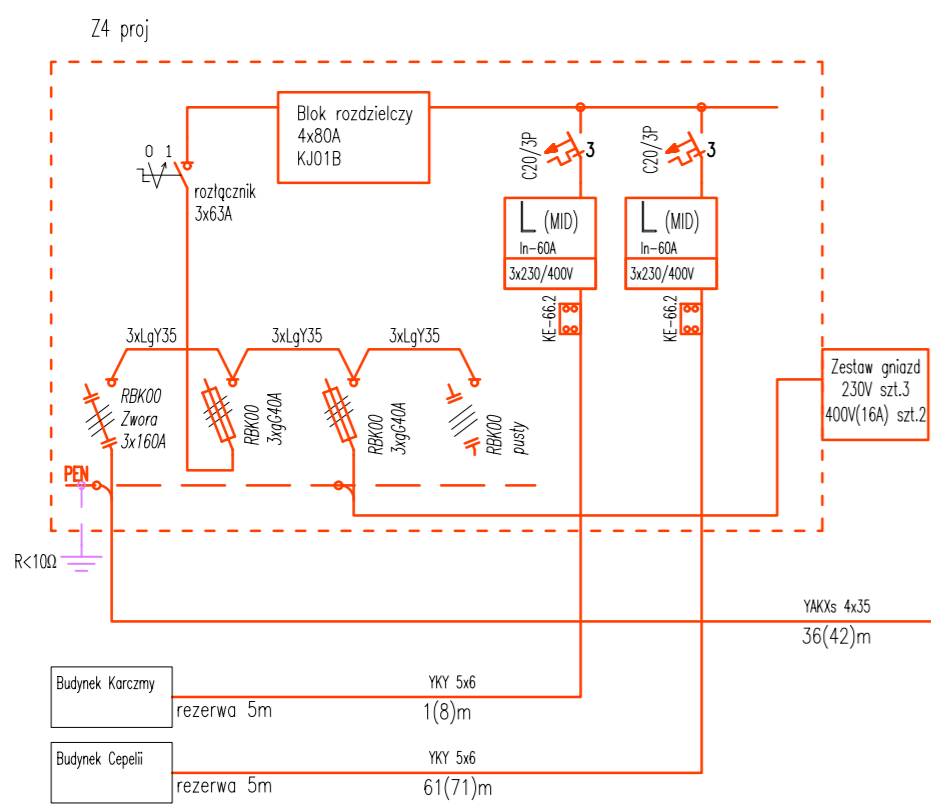 Z4 proj
Blok rozdzielczy
4x80A
KJ01B
0 1
rozłącznik
3x63A
C20/3P
3
C20/3P
3
L (MID)
In-60A
3x230/400V
L (MID)
In-60A
3x230/400V
KE-66.2
KE-66.2
3xLgY35
3xLgY35
3xLgY35
RBK00
Zwora
3x160A
RBK00
3xgG40A
RBK00
3xgG40A
RBK00
pusty
Zestaw gniazd
230V szt.3
400V(16A) szt.2
PEN
R<10Ω
YAKXs 4x35
36(42)m
Budynek Karczmy
rezerwa 5m
YKY 5x6
1(8)m
Budynek Cepelii
rezerwa 5m
YKY 5x6
61(71)m